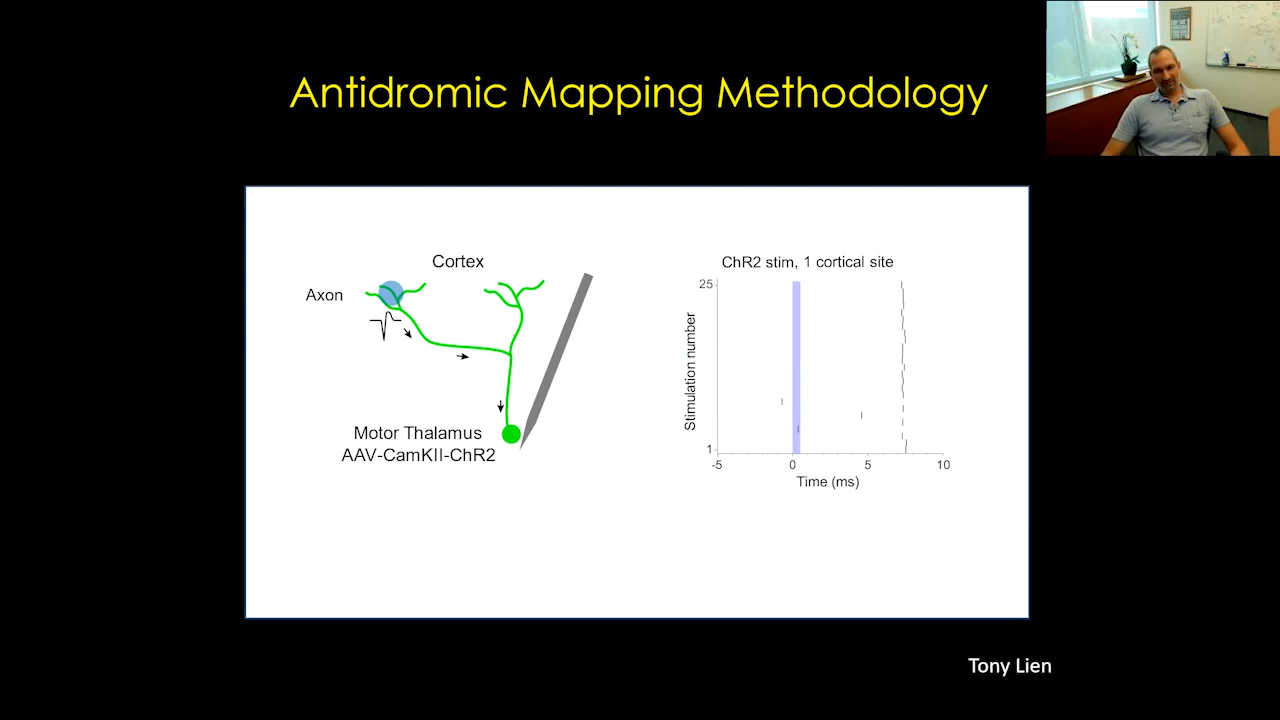 Antidromic Mapping Methodology
Cortex
Axon
Motor Thalamus
AAV-CamKII-ChR2
ChR2 stim, 1 cortical site
25
Stimulation number
1
-5 0 5 10
Time (ms)
Tony Lien